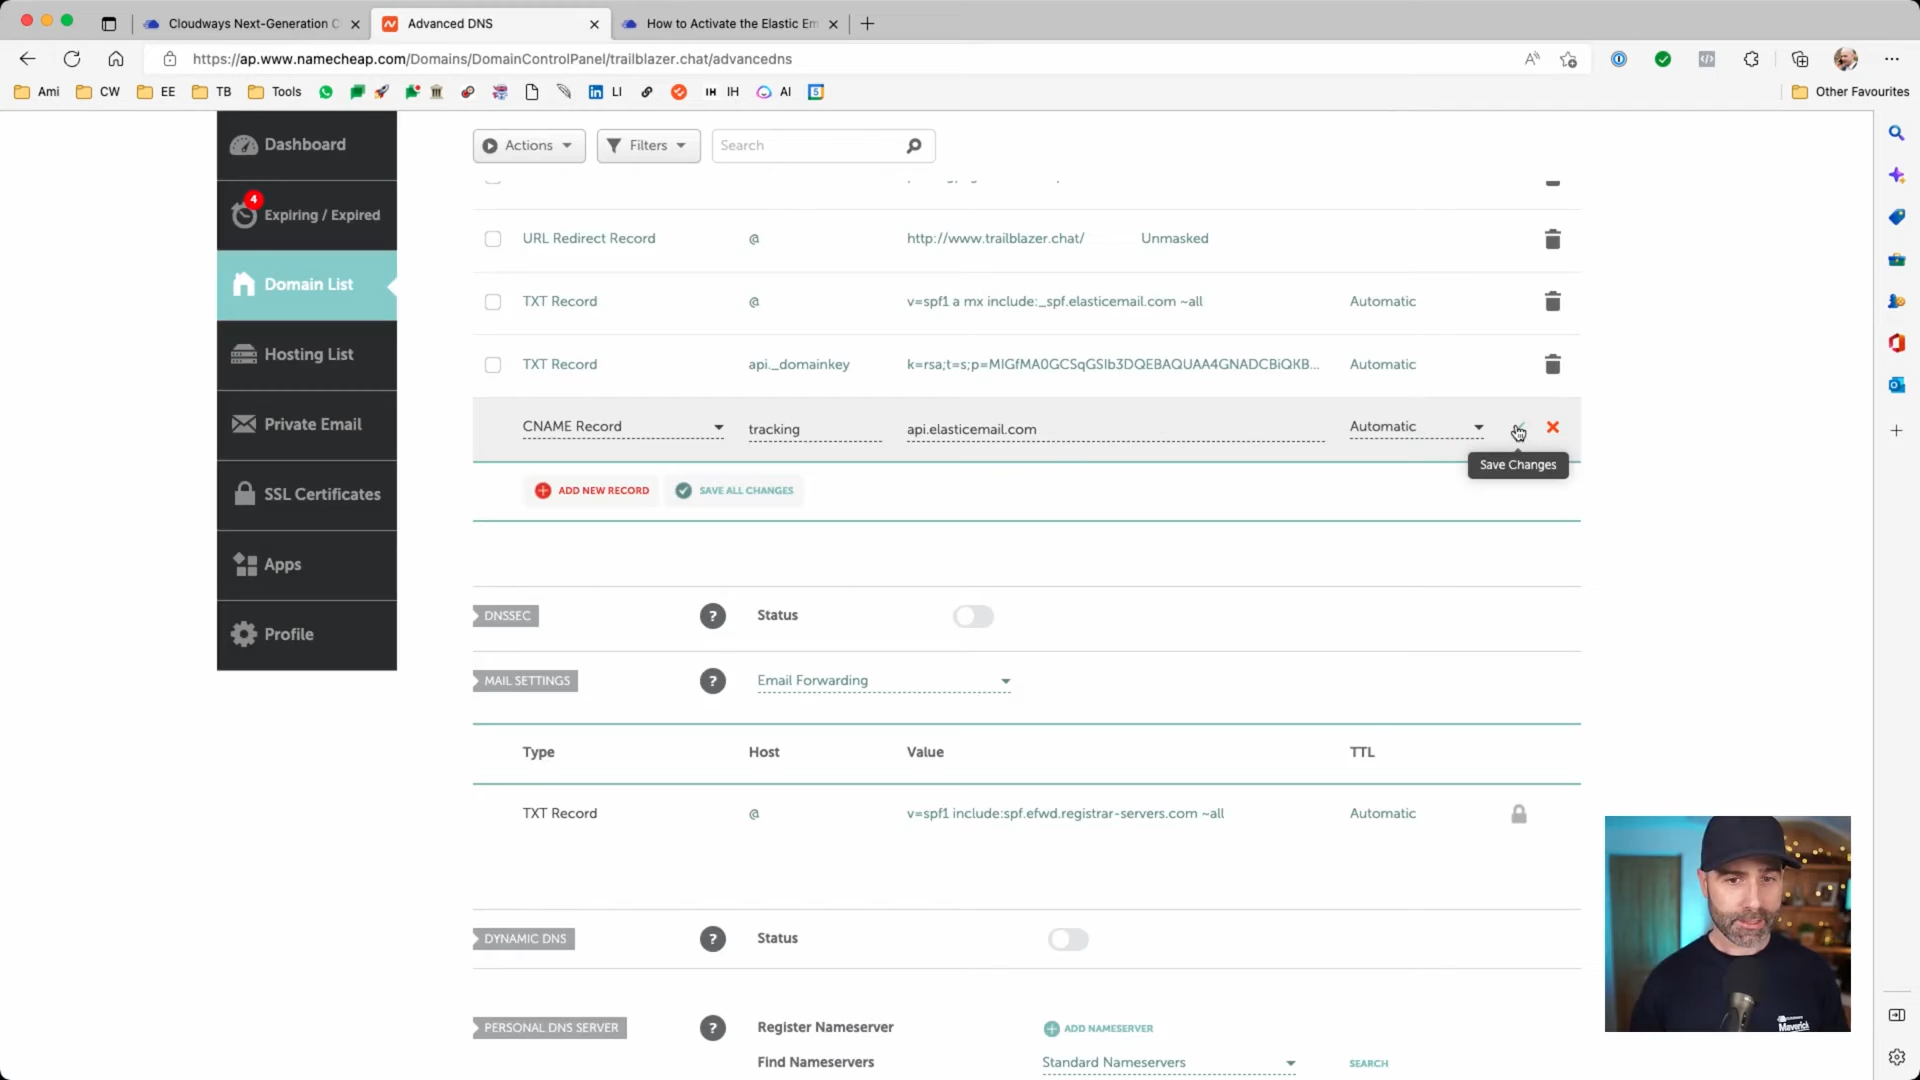 Cloudways Next-Generation C
Advanced DNS
How to Activate the Elastic Em
https://ap.www.namecheap.com/Domains/DomainControlPanel/trailblazer.chat/advancedns
Ami
CW
EE
TB
Tools
LI
IH IH
AI
Other Favourites
Dashboard
4
Expiring / Expired
Domain List
Hosting List
Private Email
SSL Certificates
Apps
Profile
Actions
Filters
Search
URL Redirect Record @ http://www.trailblazer.chat/ Unmasked
TXT Record @ v=spf1 a mx include:_spf.elasticemail.com ~all Automatic
TXT Record api._domainkey k=rsa;t=s;p=MIGfMA0GCSqGSIb3DQEBAQUAA4GNADCBiQKB... Automatic
CNAME Record tracking api.elasticemail.com Automatic
Save Changes
ADD NEW RECORD SAVE ALL CHANGES
DNSSEC ? Status
MAIL SETTINGS ? Email Forwarding
Type Host Value TTL
TXT Record @ v=spf1 include:spf.efwd.registrar-servers.com ~all Automatic
DYNAMIC DNS ? Status
PERSONAL DNS SERVER ? Register Nameserver ADD NAMESERVER
Find Nameservers Standard Nameservers SEARCH
Maverick